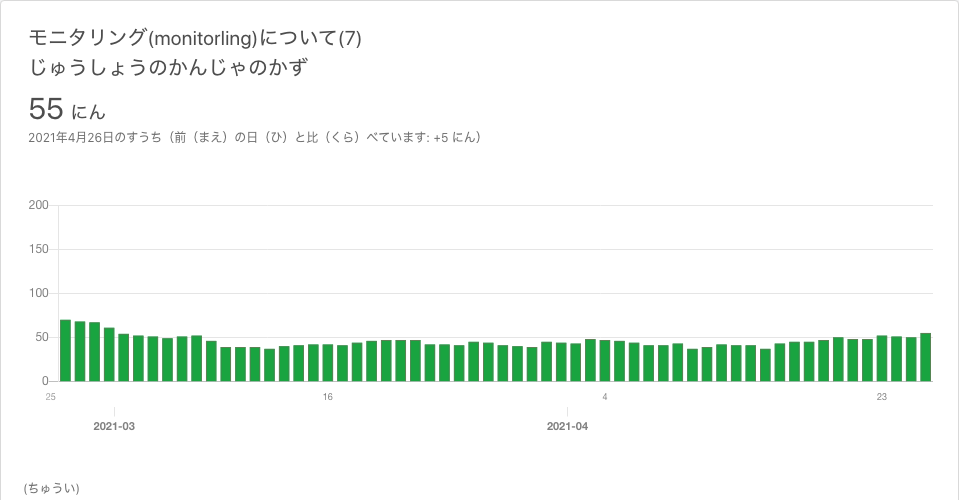 モニタリング(monitorling)について(7)
じゅうしょうのかんじゃのかず
55 にん
2021年4月26日のすうち（前（まえ）の日（ひ）と比（くら）べています: +5 にん）
200
150
100
50
0
25 16 4 23
2021-03 2021-04
(ちゅうい)